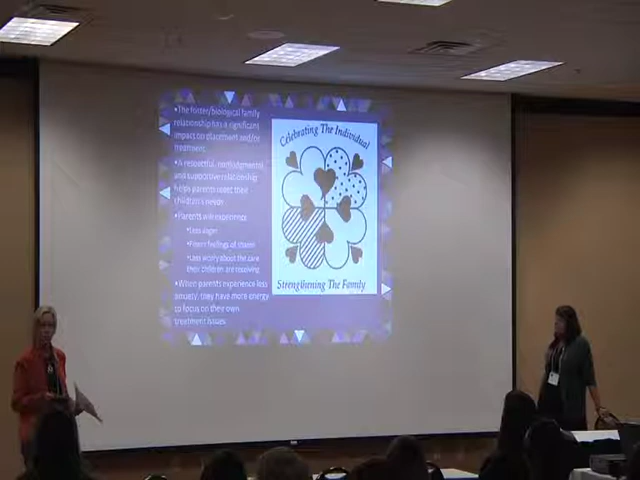 •The foster/biological family
relationship has a significant
impact on placement and/or
treatment.
•A respectful, nonjudgmental
and supportive relationship
helps parents meet their
children's needs
•Parents will experience
•Less anger
•Fewer feelings of
•Less worry about the care
their children are receiving
•When parents experience less
anxiety, they have more energy
to focus on their own
treatment issues.
Celebrating The Individual
Strengthening The Family